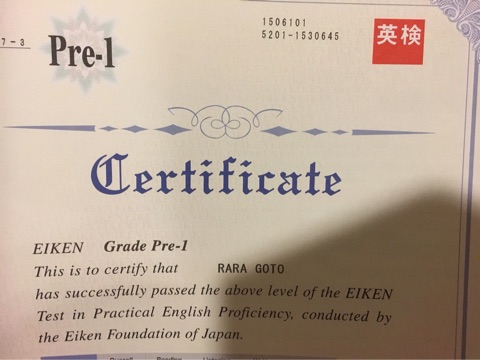 1506101
7-3
5201-1530645
英検
Pre-1
Certificate
EIKEN Grade Pre-1
This is to certify that RARA GOTO
has successfully passed the above level of the EIKEN
Test in Practical English Proficiency, conducted by
the Eiken Foundation of Japan.